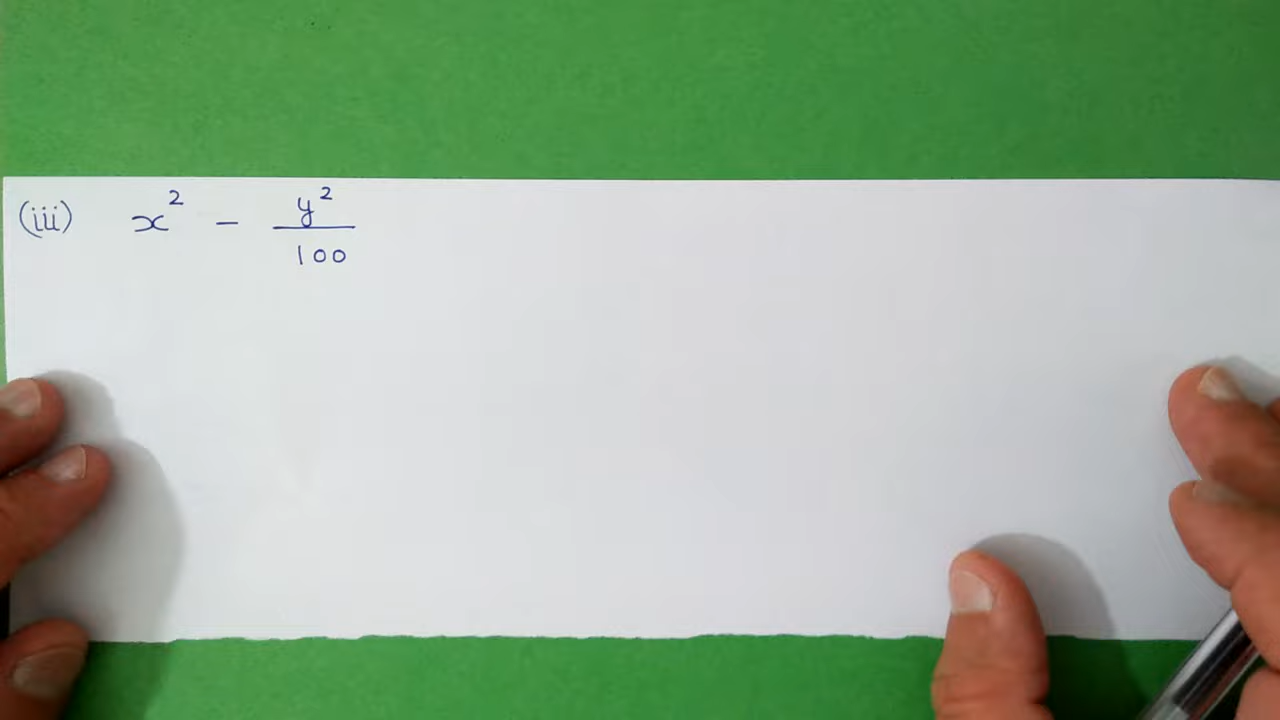 (iii) x² - y²/100